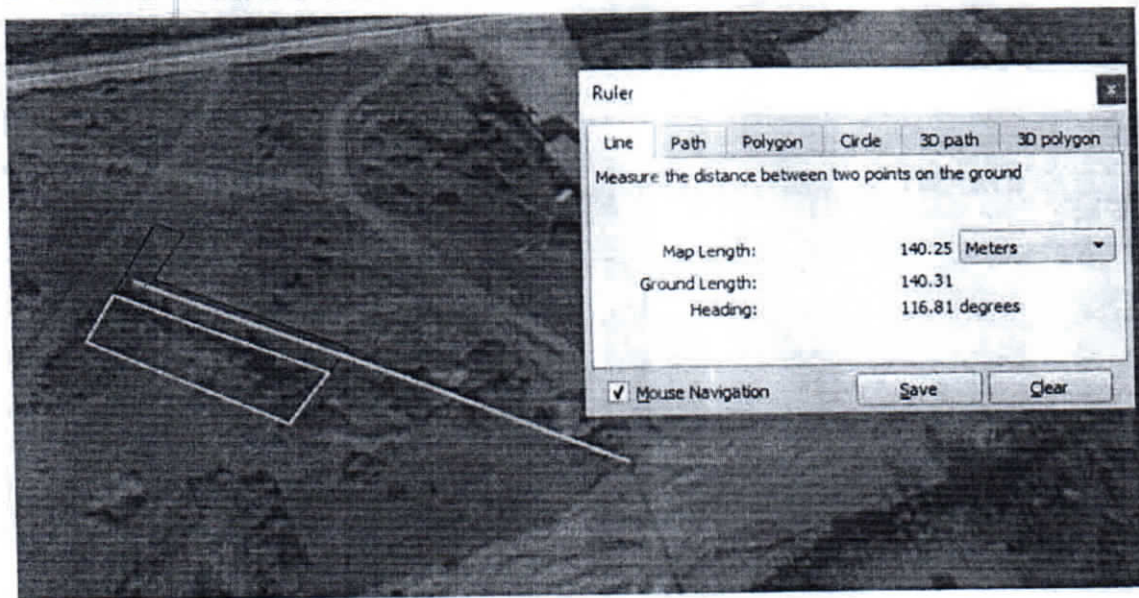 Ruler
Line Path Polygon Circle 3D path 3D polygon
Measure the distance between two points on the ground
Map Length: 140.25 Meters
Ground Length: 140.31
Heading: 116.81 degrees
Mouse Navigation Save Clear